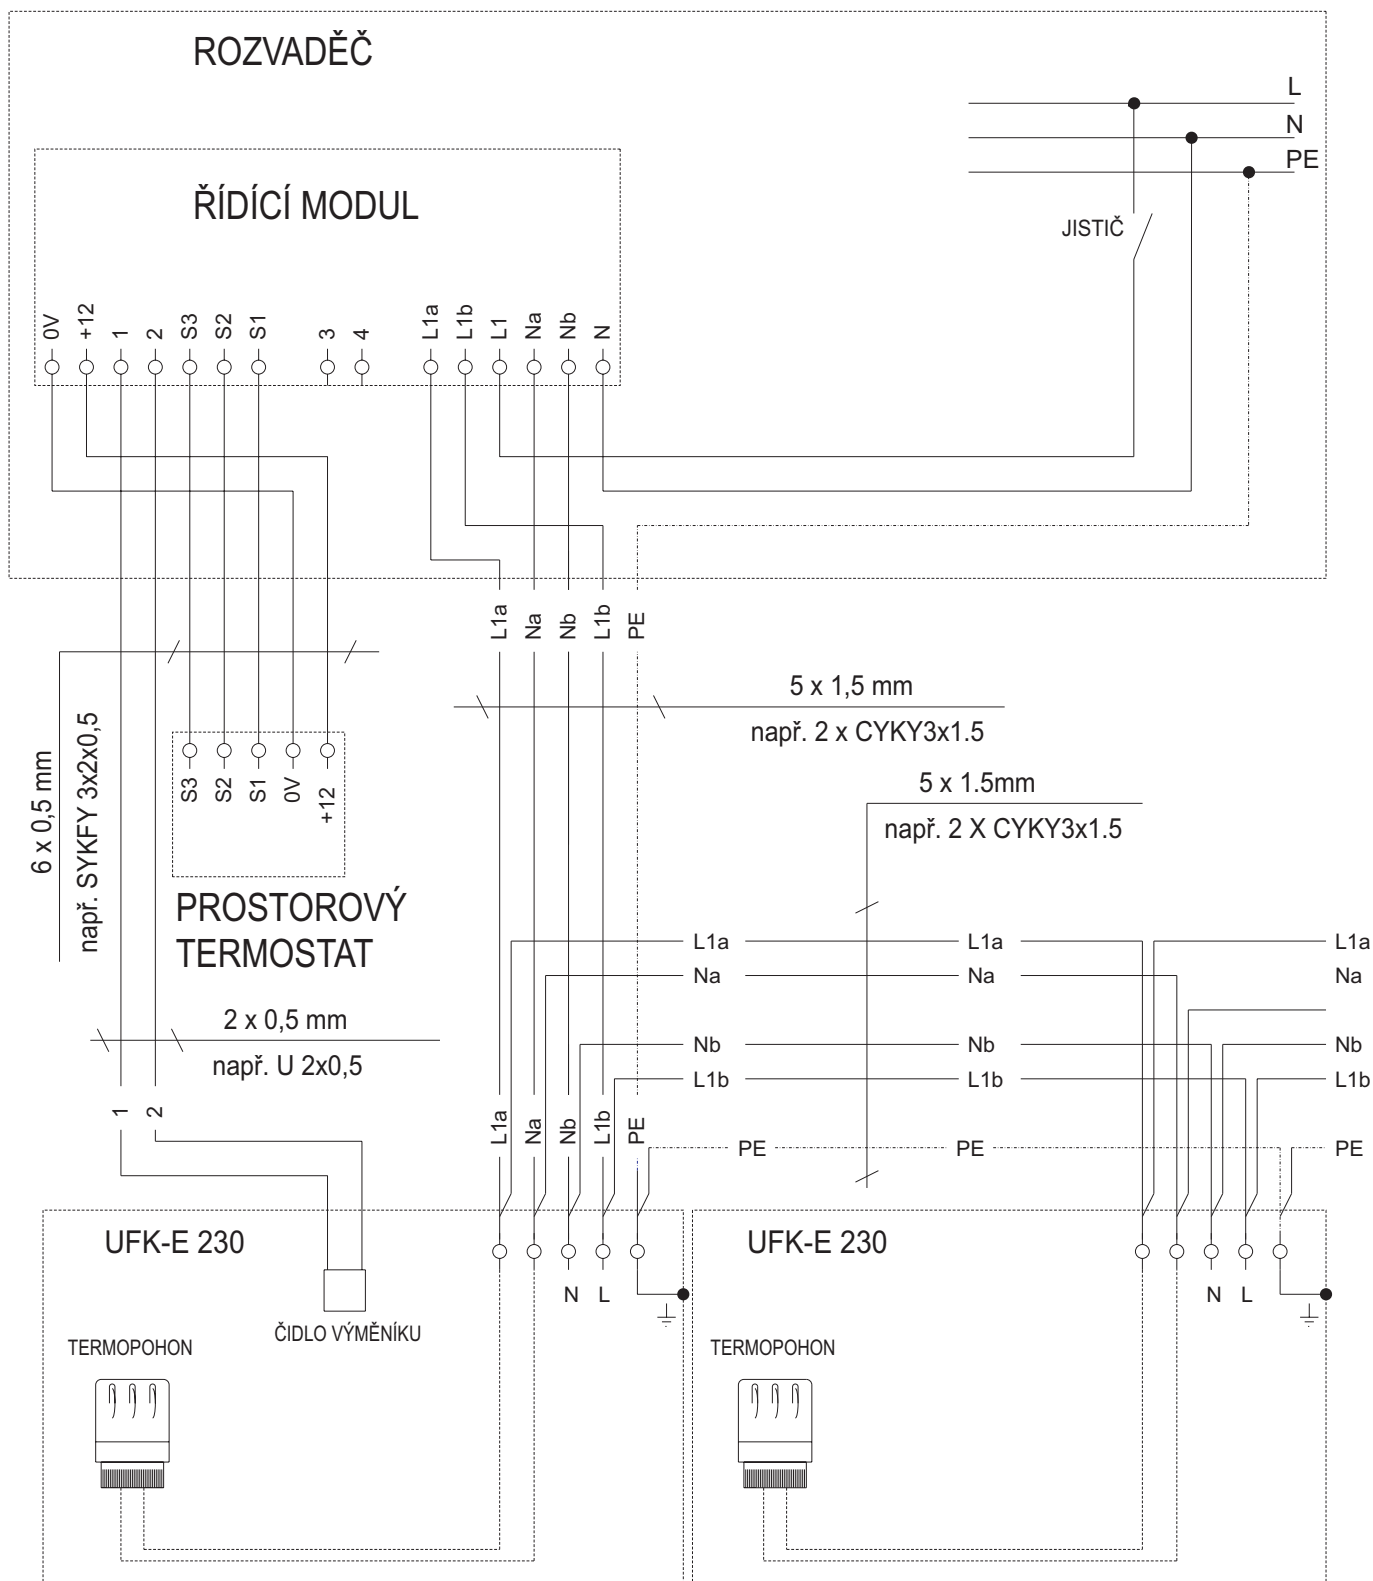 ROZVADĚČ
L
N
PE
JISTIČ
ŘÍDÍCÍ MODUL
0V
+12
1
2
S3
S2
S1
3
4
L1a
L1b
L1
Na
Nb
N
L1a
Na
Nb
L1b
PE
5 x 1,5 mm
např. 2 x CYKY3x1.5
6 x 0,5 mm
např. SYKFY 3x2x0,5
S3
S2
S1
0V
+12
PROSTOROVÝ
TERMOSTAT
5 x 1.5mm
např. 2 X CYKY3x1.5
L1a
L1a
L1a
Na
Na
Na
Nb
Nb
Nb
L1b
L1b
L1b
2 x 0,5 mm
např. U 2x0,5
1
2
L1a
Na
Nb
L1b
PE
PE
PE
PE
UFK-E 230
N
L
ČIDLO VÝMĚNÍKU
TERMOPOHON
UFK-E 230
N
L
TERMOPOHON